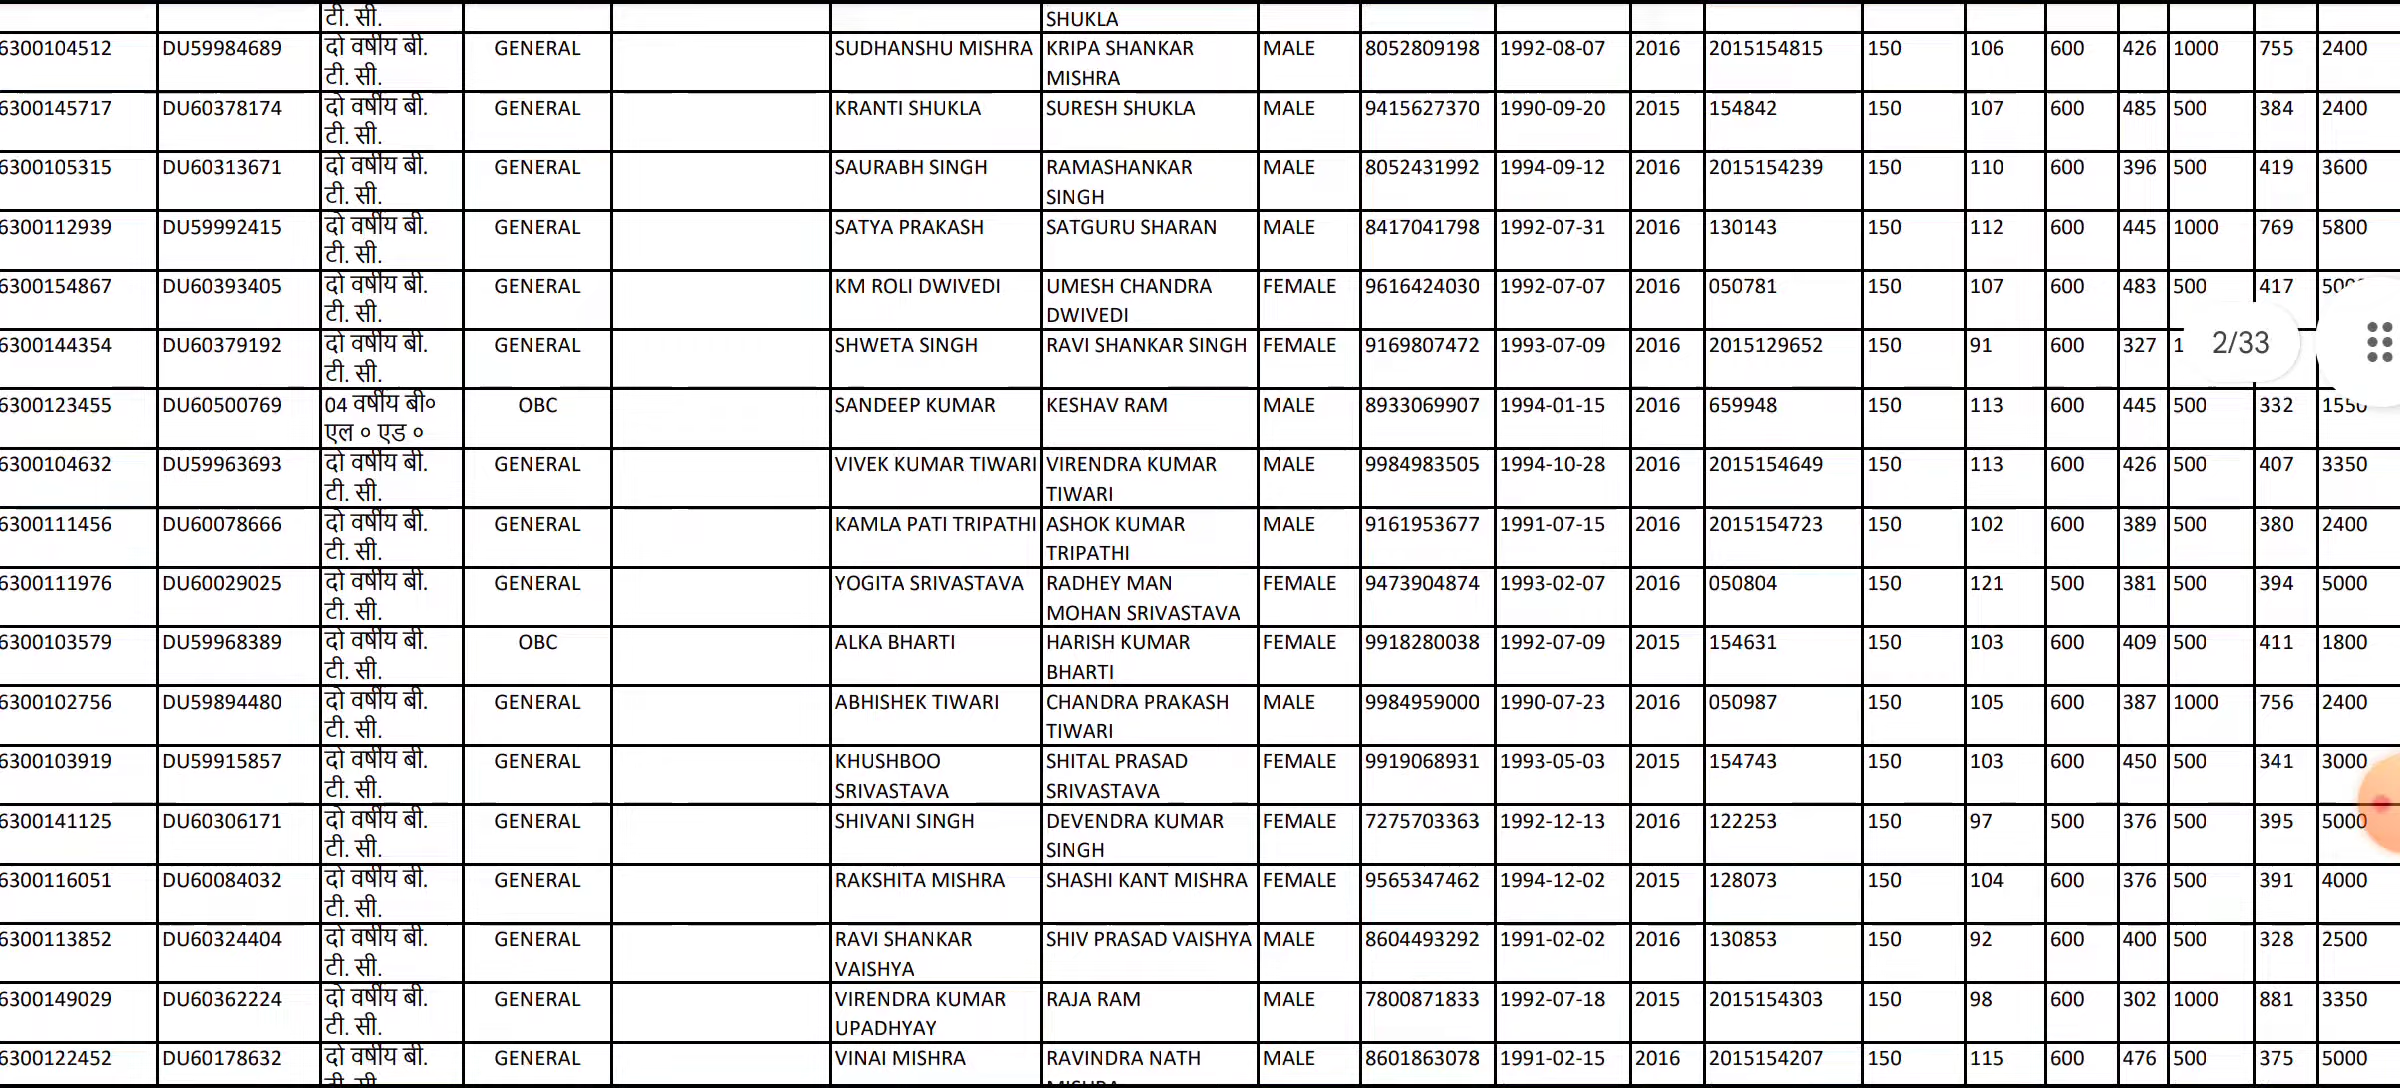 टी. सी. SHUKLA
6300104512 DU59984689 दो वर्षीय बी. GENERAL SUDHANSHU MISHRA KRIPA SHANKAR MALE 8052809198 1992-08-07 2016 2015154815 150 106 600 426 1000 755 2400
टी. सी. MISHRA
6300145717 DU60378174 दो वर्षीय बी. GENERAL KRANTI SHUKLA SURESH SHUKLA MALE 9415627370 1990-09-20 2015 154842 150 107 600 485 500 384 2400
टी. सी.
6300105315 DU60313671 दो वर्षीय बी. GENERAL SAURABH SINGH RAMASHANKAR MALE 8052431992 1994-09-12 2016 2015154239 150 110 600 396 500 419 3600
टी. सी. SINGH
6300112939 DU59992415 दो वर्षीय बी. GENERAL SATYA PRAKASH SATGURU SHARAN MALE 8417041798 1992-07-31 2016 130143 150 112 600 445 1000 769 5800
टी. सी.
6300154867 DU60393405 दो वर्षीय बी. GENERAL KM ROLI DWIVEDI UMESH CHANDRA FEMALE 9616424030 1992-07-07 2016 050781 150 107 600 483 500 417
टी. सी. DWIVEDI
6300144354 DU60379192 दो वर्षीय बी. GENERAL SHWETA SINGH RAVI SHANKAR SINGH FEMALE 9169807472 1993-07-09 2016 2015129652 150 91 600 327 1 2/33
टी. सी.
6300123455 DU60500769 04 वर्षीय बी० OBC SANDEEP KUMAR KESHAV RAM MALE 8933069907 1994-01-15 2016 659948 150 113 600 445 500 332 1550
एल ० एड ०
6300104632 DU59963693 दो वर्षीय बी. GENERAL VIVEK KUMAR TIWARI VIRENDRA KUMAR MALE 9984983505 1994-10-28 2016 2015154649 150 113 600 426 500 407 3350
टी. सी. TIWARI
6300111456 DU60078666 दो वर्षीय बी. GENERAL KAMLA PATI TRIPATHI ASHOK KUMAR MALE 9161953677 1991-07-15 2016 2015154723 150 102 600 389 500 380 2400
टी. सी. TRIPATHI
6300111976 DU60029025 दो वर्षीय बी. GENERAL YOGITA SRIVASTAVA RADHEY MAN FEMALE 9473904874 1993-02-07 2016 050804 150 121 500 381 500 394 5000
टी. सी. MOHAN SRIVASTAVA
6300103579 DU59968389 दो वर्षीय बी. OBC ALKA BHARTI HARISH KUMAR FEMALE 9918280038 1992-07-09 2015 154631 150 103 600 409 500 411 1800
टी. सी. BHARTI
6300102756 DU59894480 दो वर्षीय बी. GENERAL ABHISHEK TIWARI CHANDRA PRAKASH MALE 9984959000 1990-07-23 2016 050987 150 105 600 387 1000 756 2400
टी. सी. TIWARI
6300103919 DU59915857 दो वर्षीय बी. GENERAL KHUSHBOO SHITAL PRASAD FEMALE 9919068931 1993-05-03 2015 154743 150 103 600 450 500 341 3000
टी. सी. SRIVASTAVA SRIVASTAVA
6300141125 DU60306171 दो वर्षीय बी. GENERAL SHIVANI SINGH DEVENDRA KUMAR FEMALE 7275703363 1992-12-13 2016 122253 150 97 500 376 500 395 5000
टी. सी. SINGH
6300116051 DU60084032 दो वर्षीय बी. GENERAL RAKSHITA MISHRA SHASHI KANT MISHRA FEMALE 9565347462 1994-12-02 2015 128073 150 104 600 376 500 391 4000
टी. सी.
6300113852 DU60324404 दो वर्षीय बी. GENERAL RAVI SHANKAR SHIV PRASAD VAISHYA MALE 8604493292 1991-02-02 2016 130853 150 92 600 400 500 328 2500
टी. सी. VAISHYA
6300149029 DU60362224 दो वर्षीय बी. GENERAL VIRENDRA KUMAR RAJA RAM MALE 7800871833 1992-07-18 2015 2015154303 150 98 600 302 1000 881 3350
टी. सी. UPADHYAY
6300122452 DU60178632 दो वर्षीय बी. GENERAL VINAI MISHRA RAVINDRA NATH MALE 8601863078 1991-02-15 2016 2015154207 150 115 600 476 500 375 5000